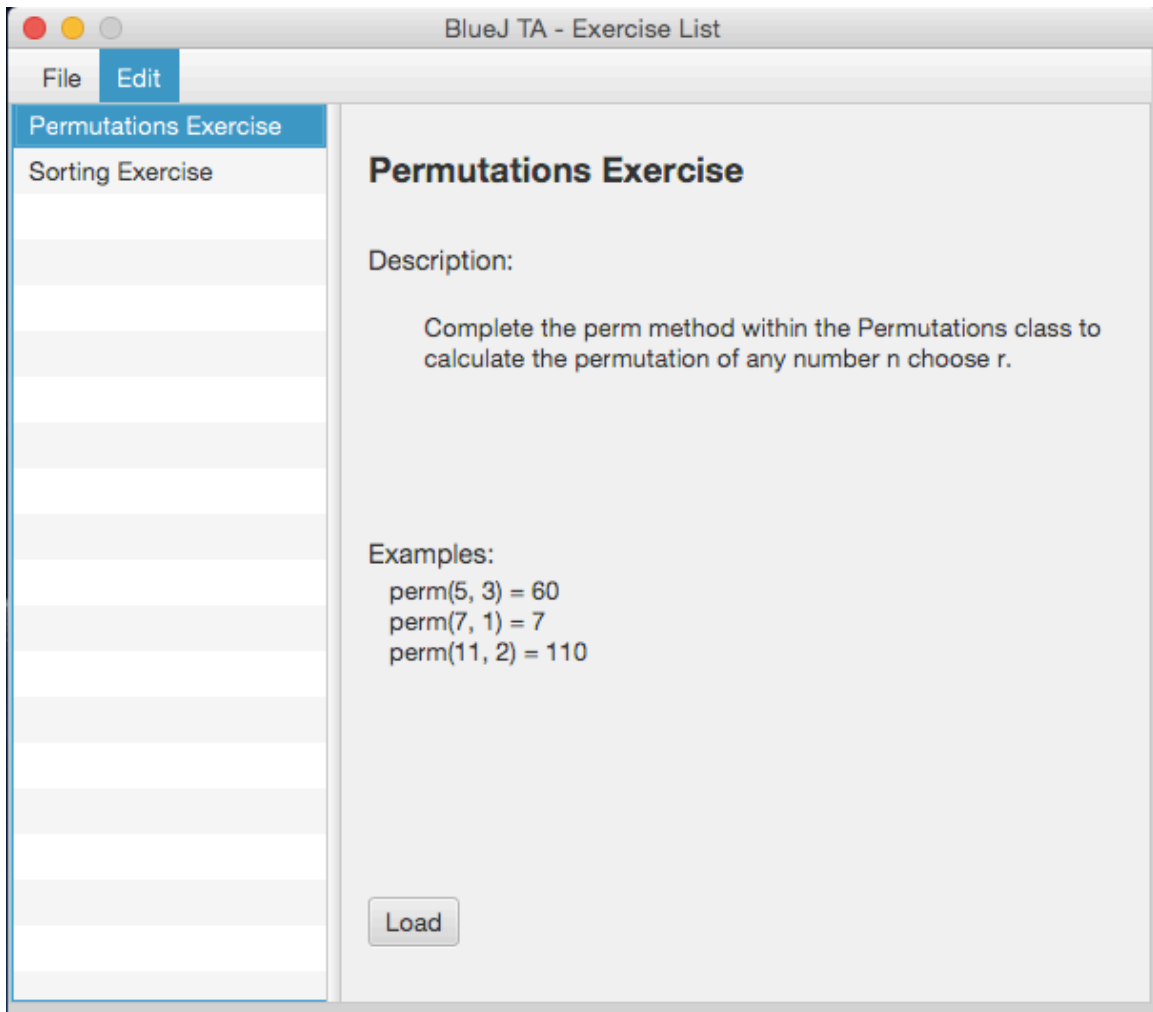 BlueJ TA - Exercise List
File Edit
Permutations Exercise
Sorting Exercise
Permutations Exercise
Description:
Complete the perm method within the Permutations class to
calculate the permutation of any number n choose r.
Examples:
perm(5, 3) = 60
perm(7, 1) = 7
perm(11, 2) = 110
Load